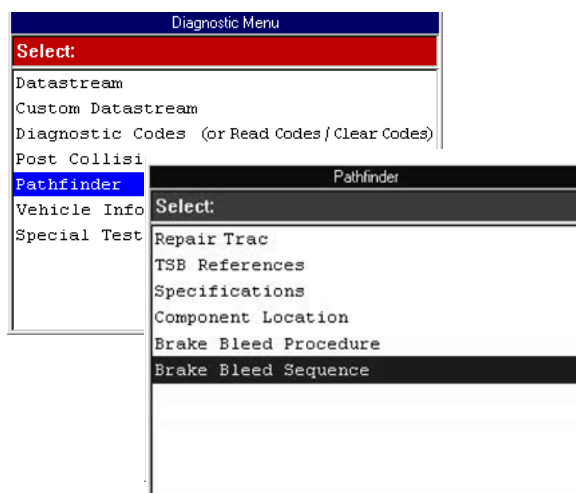 Diagnostic Menu
Select:
Datastream
Custom Datastream
Diagnostic Codes (or Read Codes / Clear Codes)
Post Collisi
Pathfinder
Vehicle Info
Special Test
Pathfinder
Select:
Repair Trac
TSB References
Specifications
Component Location
Brake Bleed Procedure
Brake Bleed Sequence